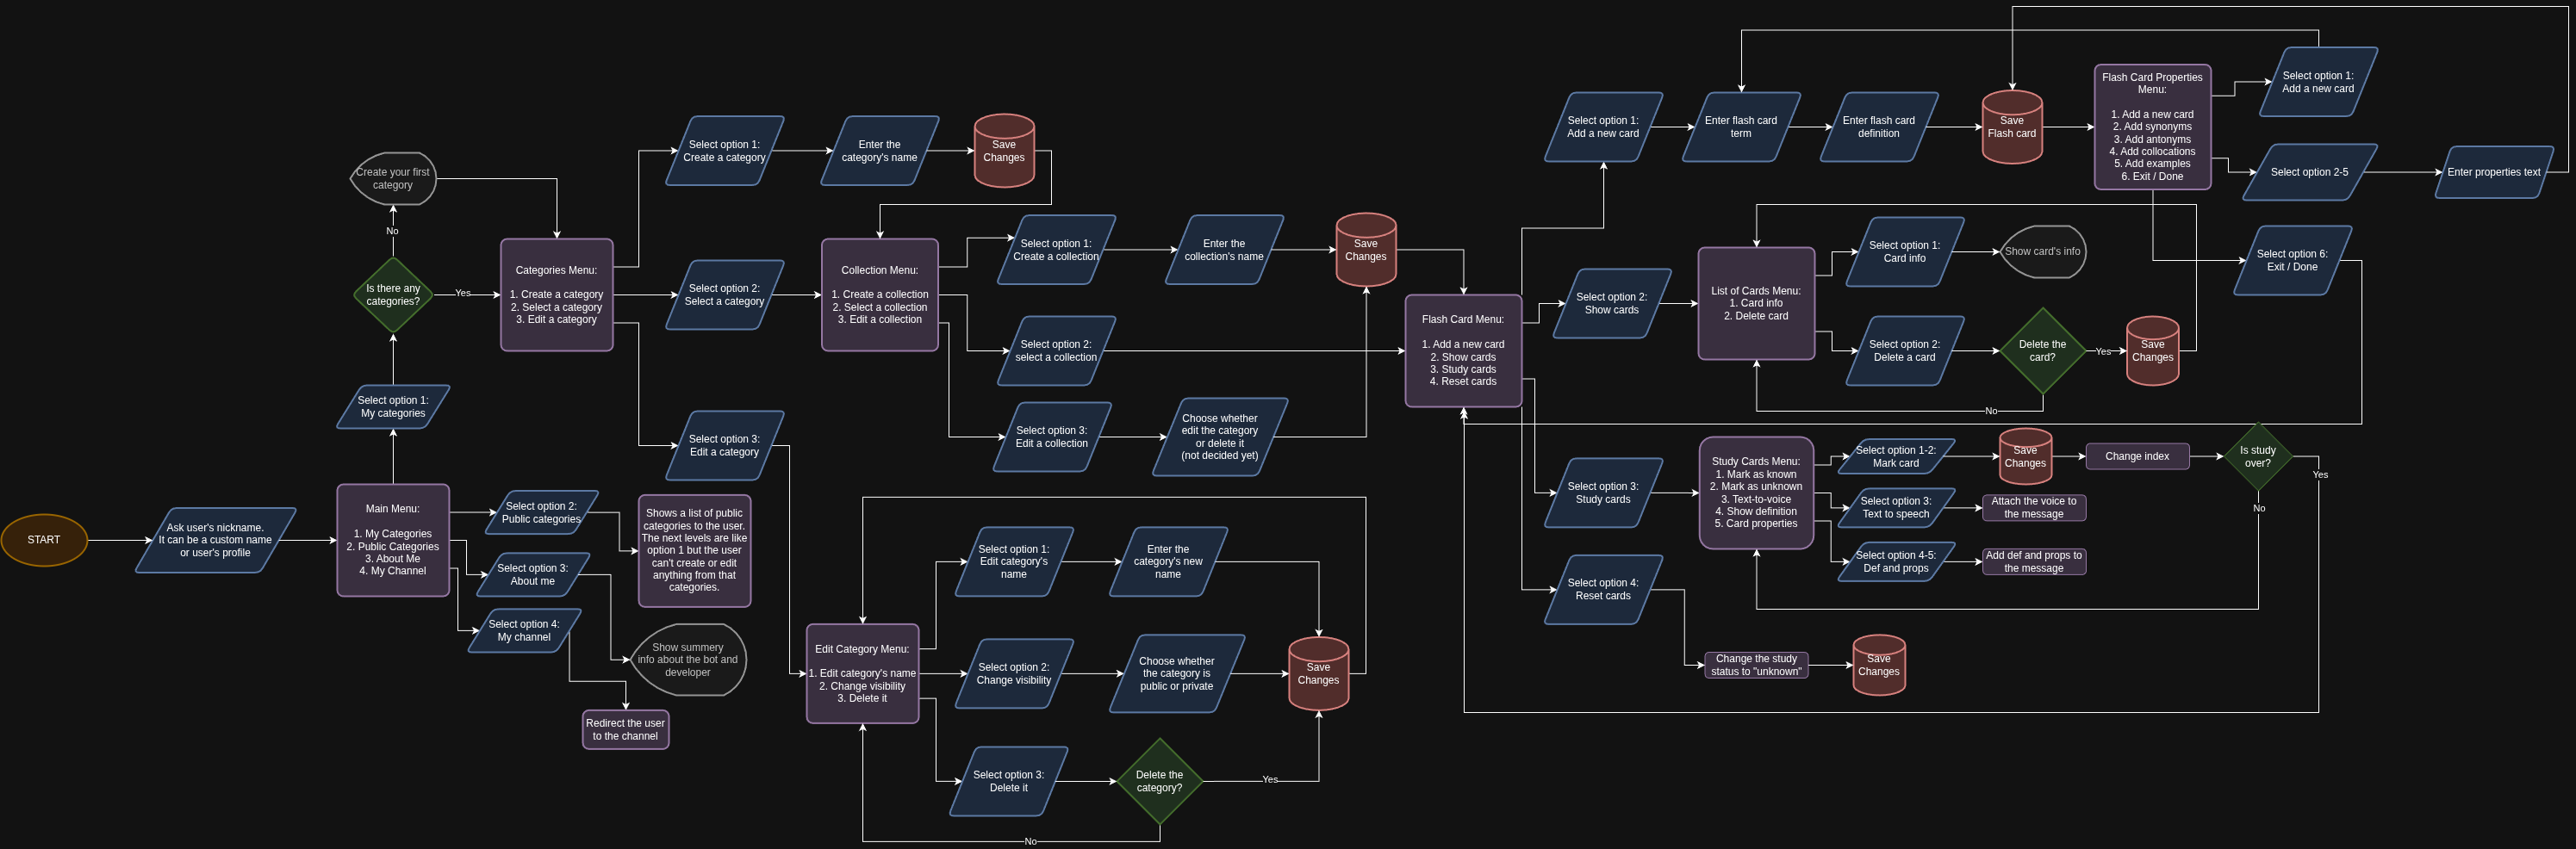 START
Ask user's nickname.
It can be a custom name
or user's profile
Main Menu:
1. My Categories
2. Public Categories
3. About Me
4. My Channel
Select option 1:
My categories
Is there any
categories?
No
Create your first
category
Yes
Select option 2:
Public categories
Shows a list of public
categories to the user.
The next levels are like
option 1 but the user
can't create or edit
anything from that
categories.
Select option 3:
About me
Show summery
info about the bot and
developer
Select option 4:
My channel
Redirect the user
to the channel
Categories Menu:
1. Create a category
2. Select a category
3. Edit a category
Select option 1:
Create a category
Enter the
category's name
Save
Changes
Select option 2:
Select a category
Select option 3:
Edit a category
Collection Menu:
1. Create a collection
2. Select a collection
3. Edit a collection
Select option 1:
Create a collection
Enter the
collection's name
Save
Changes
Select option 2:
select a collection
Select option 3:
Edit a collection
Choose whether
edit the category
or delete it
(not decided yet)
Edit Category Menu:
1. Edit category's name
2. Change visibility
3. Delete it
Select option 1:
Edit category's
name
Enter the
category's new
name
Select option 2:
Change visibility
Choose whether
the category is
public or private
Save
Changes
Select option 3:
Delete it
Delete the
category?
Yes
No
Flash Card Menu:
1. Add a new card
2. Show cards
3. Study cards
4. Reset cards
Select option 1:
Add a new card
Enter flash card
term
Enter flash card
definition
Save
Flash card
Flash Card Properties
Menu:
1. Add a new card
2. Add synonyms
3. Add antonyms
4. Add collocations
5. Add examples
6. Exit / Done
Select option 1:
Add a new card
Select option 2-5
Enter properties text
Select option 6:
Exit / Done
Select option 2:
Show cards
List of Cards Menu:
1. Card info
2. Delete card
Select option 1:
Card info
Show card's info
Select option 2:
Delete a card
Delete the
card?
Yes
Save
Changes
No
Select option 3:
Study cards
Study Cards Menu:
1. Mark as known
2. Mark as unknown
3. Text-to-voice
4. Show definition
5. Card properties
Select option 1-2:
Mark card
Save
Changes
Change index
Is study
over?
Yes
No
Select option 3:
Text to speech
Attach the voice to
the message
Select option 4-5:
Def and props
Add def and props to
the message
Select option 4:
Reset cards
Change the study
status to "unknown"
Save
Changes